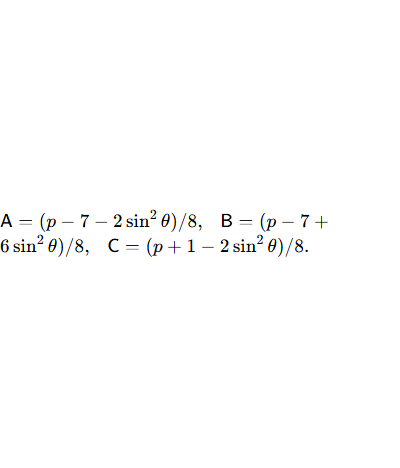 A = (p − 7 − 2 sin² θ)/8, B = (p − 7 +
6 sin² θ)/8, C = (p + 1 − 2 sin² θ)/8.